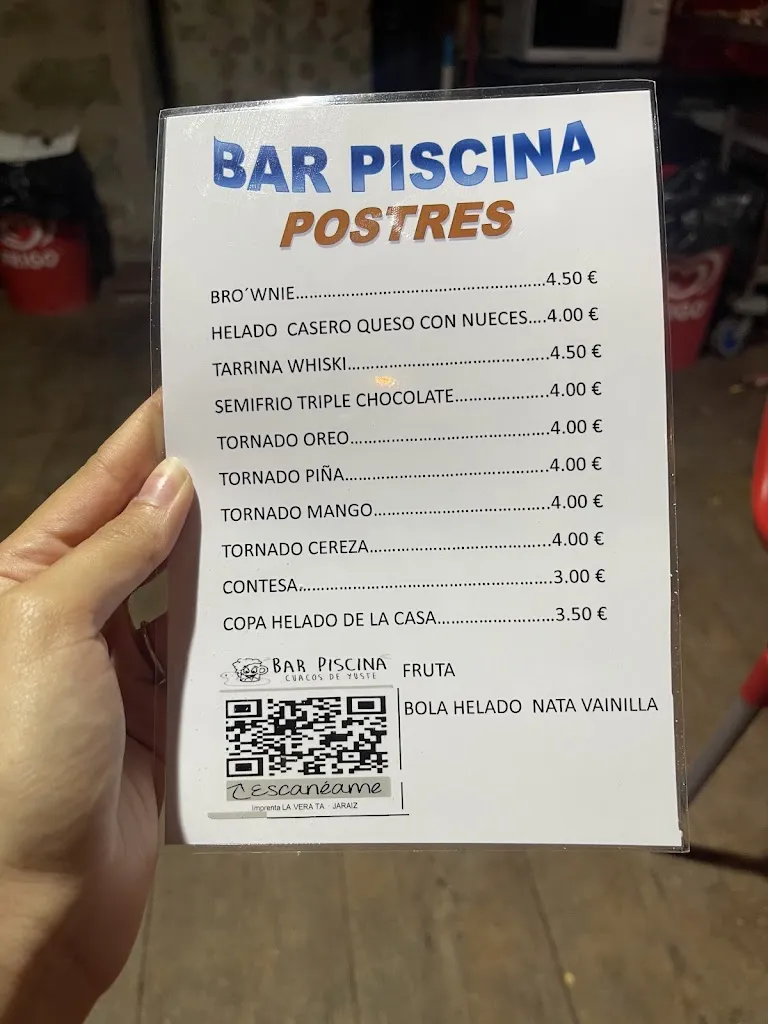 BAR PISCINA
POSTRES
BRO´WNIE..................................................4.50 €
HELADO CASERO QUESO CON NUECES....4.00 €
TARRINA WHISKI........................................4.50 €
SEMIFRIO TRIPLE CHOCOLATE...................4.00 €
TORNADO OREO........................................4.00 €
TORNADO PIÑA.........................................4.00 €
TORNADO MANGO...................................4.00 €
TORNADO CEREZA....................................4.00 €
CONTESA...................................................3.00 €
COPA HELADO DE LA CASA.......................3.50 €
BAR PISCINA
CUACOS DE YUSTE
FRUTA
BOLA HELADO NATA VAINILLA
Escanéame
Imprenta LA VERA TA - JARAIZ